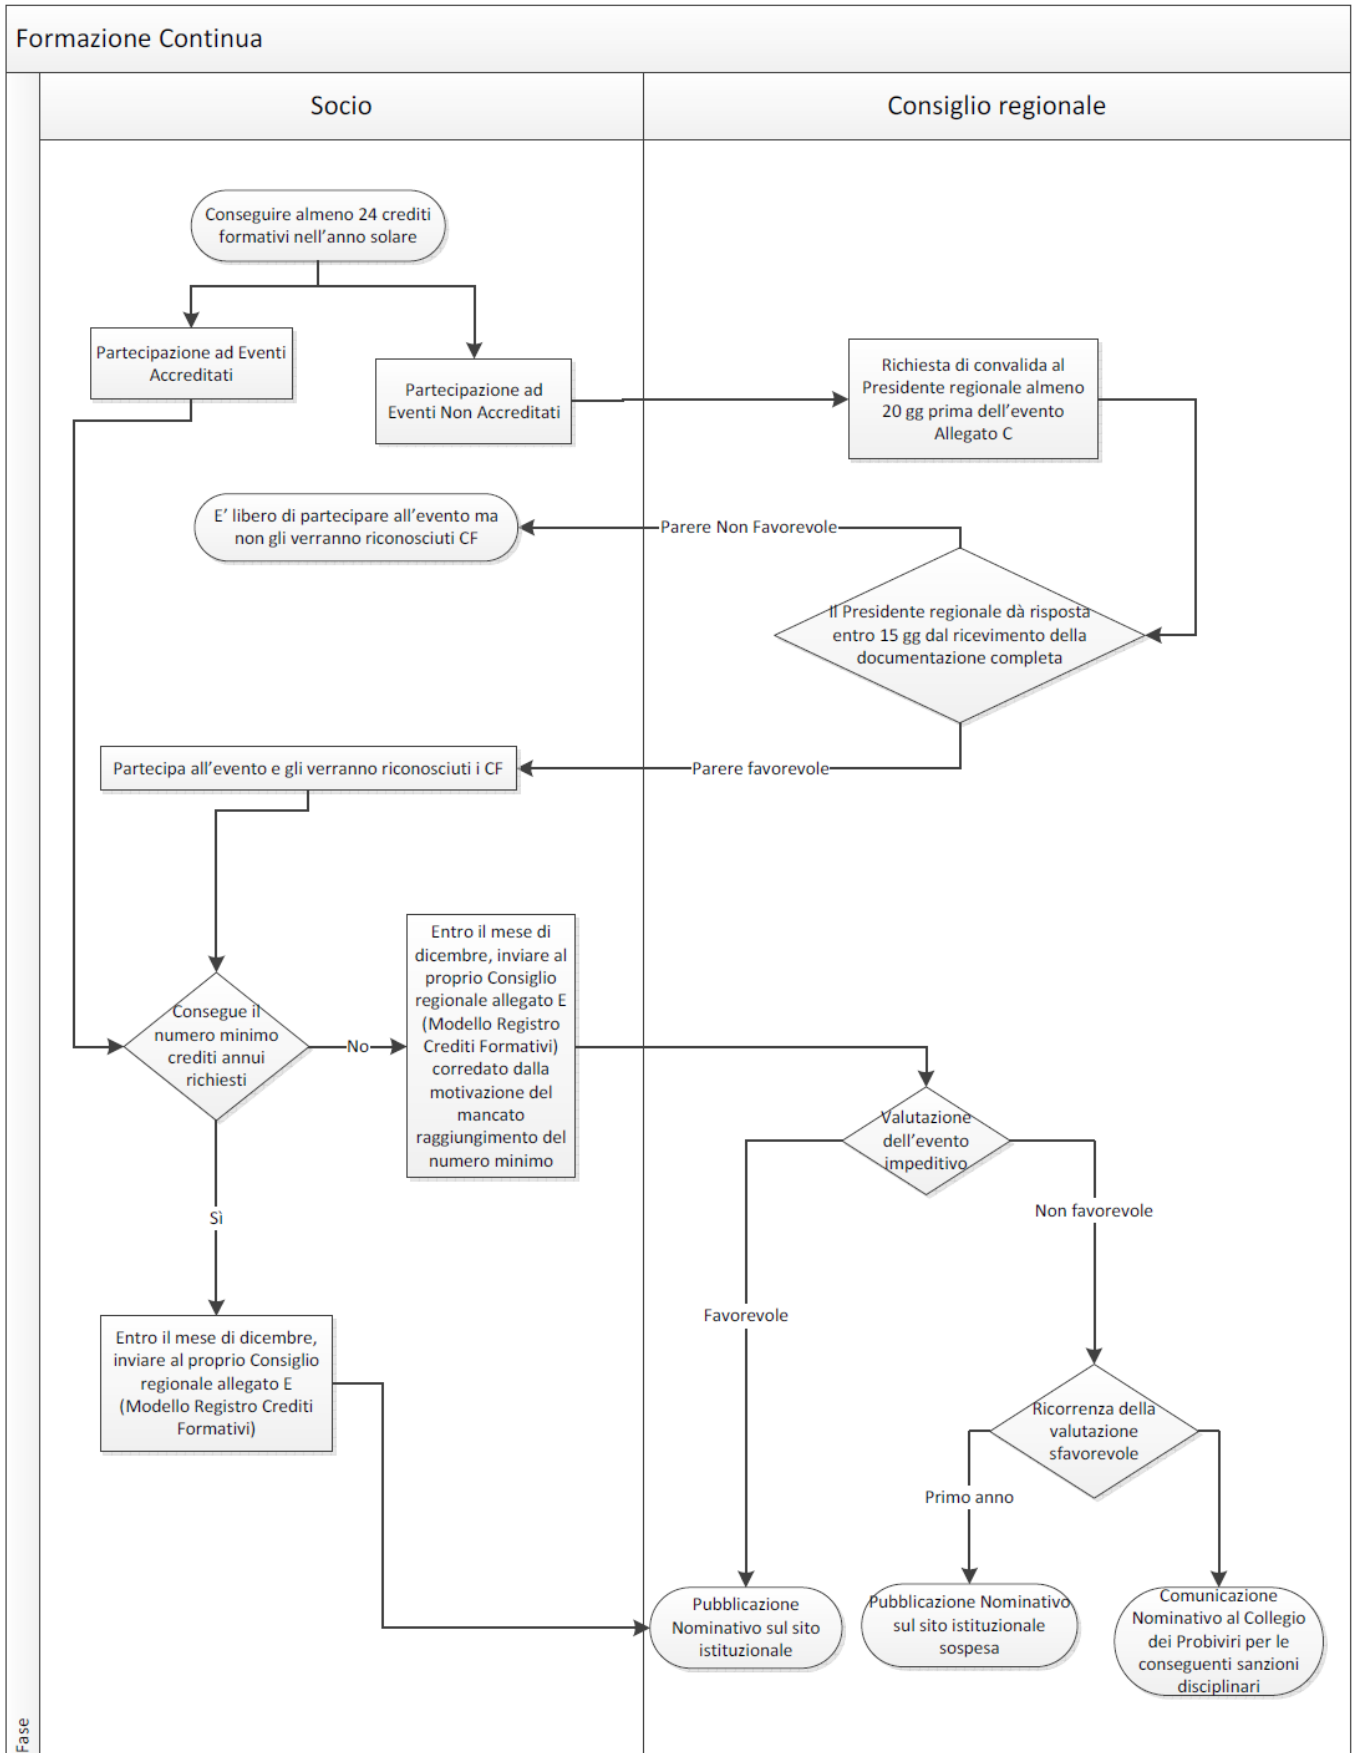 Formazione Continua
Socio
Consiglio regionale
Conseguire almeno 24 crediti
formativi nell'anno solare
Partecipazione ad Eventi
Accreditati
Partecipazione ad
Eventi Non Accreditati
Richiesta di convalida al
Presidente regionale almeno
20 gg prima dell'evento
Allegato C
E' libero di partecipare all'evento ma
non gli verranno riconosciuti CF
Parere Non Favorevole
Il Presidente regionale dà risposta
entro 15 gg dal ricevimento della
documentazione completa
Partecipa all'evento e gli verranno riconosciuti i CF
Parere favorevole
Entro il mese di
dicembre, inviare al
proprio Consiglio
regionale allegato E
(Modello Registro
Crediti Formativi)
corredato dalla
motivazione del
mancato
raggiungimento del
numero minimo
Consegue il
numero minimo
crediti annui
richiesti
No
Valutazione
dell'evento
impeditivo
Sì
Non favorevole
Favorevole
Entro il mese di dicembre,
inviare al proprio Consiglio
regionale allegato E
(Modello Registro Crediti
Formativi)
Ricorrenza della
valutazione
sfavorevole
Primo anno
Pubblicazione
Nominativo sul sito
istituzionale
Pubblicazione Nominativo
sul sito istituzionale
sospesa
Comunicazione
Nominativo al Collegio
dei Probiviri per le
conseguenti sanzioni
disciplinari
Fase